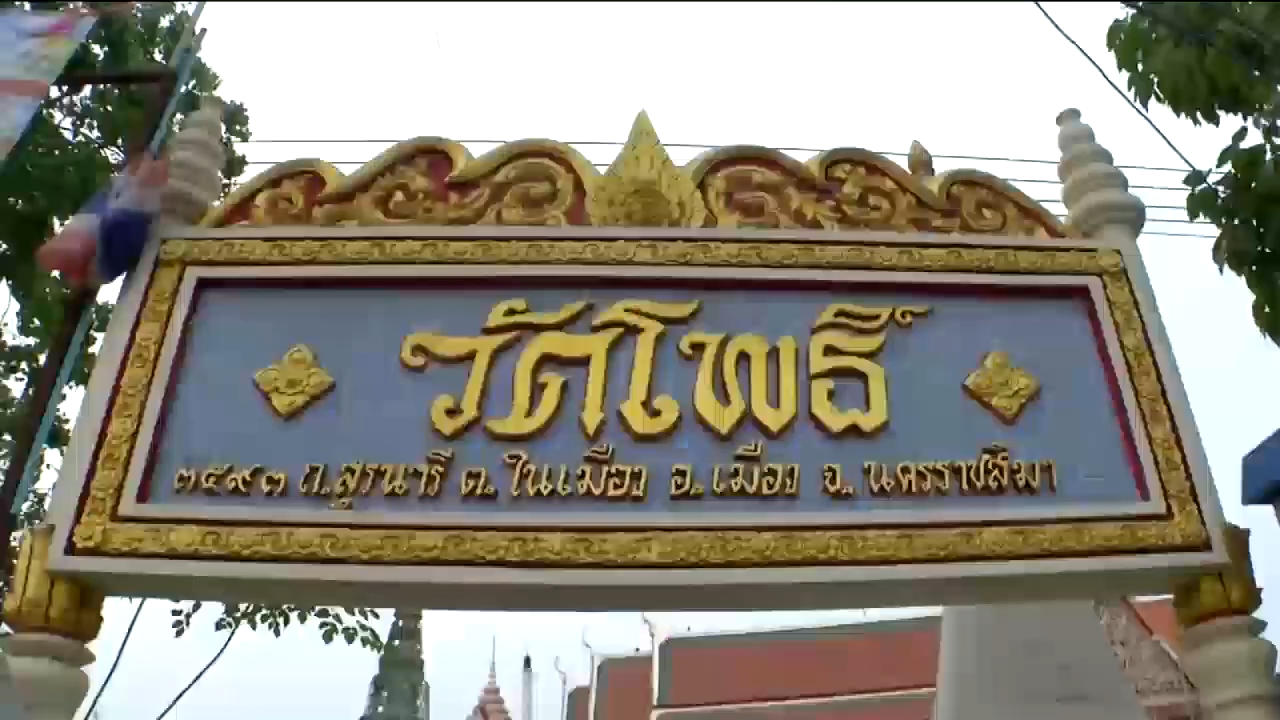 วัดโพธิ์
๓๕๙๓ ถ.สุรนารี ต.ในเมือง อ.เมือง จ.นครราชสีมา